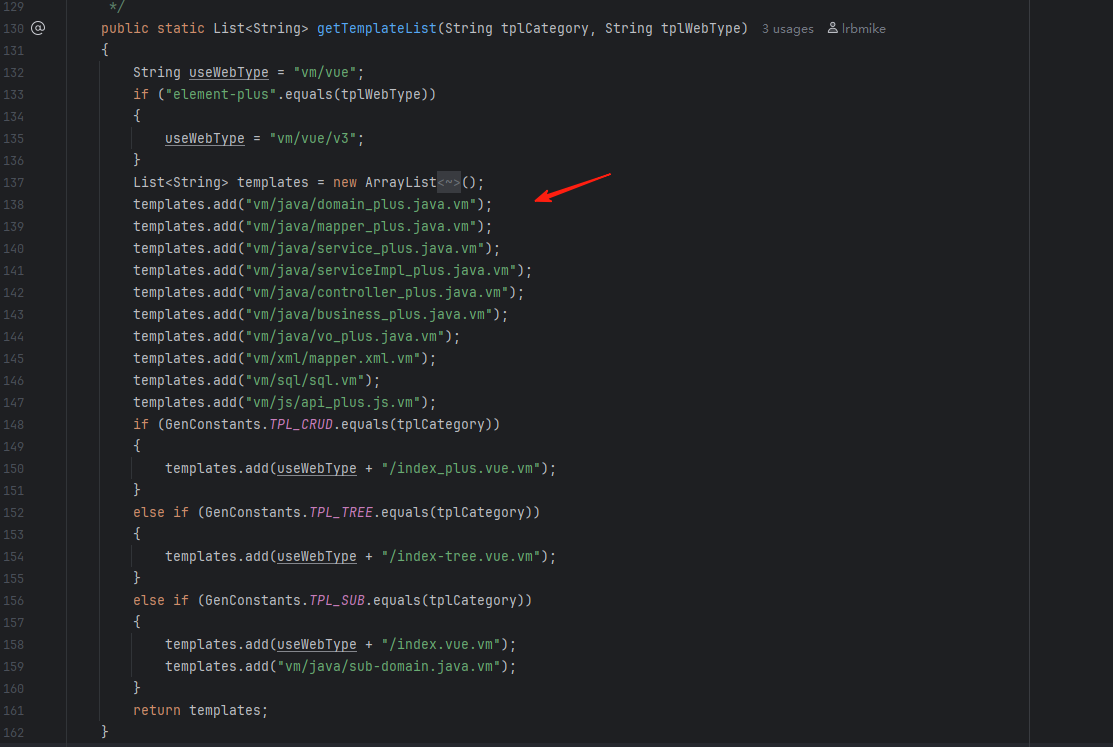 129 */
130 public static List<String> getTemplateList(String tplCategory, String tplWebType) 3 usages lrbmike
131 {
132 String useWebType = "vm/vue";
133 if ("element-plus".equals(tplWebType))
134 {
135 useWebType = "vm/vue/v3";
136 }
137 List<String> templates = new ArrayList<~>();
138 templates.add("vm/java/domain_plus.java.vm");
139 templates.add("vm/java/mapper_plus.java.vm");
140 templates.add("vm/java/service_plus.java.vm");
141 templates.add("vm/java/serviceImpl_plus.java.vm");
142 templates.add("vm/java/controller_plus.java.vm");
143 templates.add("vm/java/business_plus.java.vm");
144 templates.add("vm/java/vo_plus.java.vm");
145 templates.add("vm/xml/mapper.xml.vm");
146 templates.add("vm/sql/sql.vm");
147 templates.add("vm/js/api_plus.js.vm");
148 if (GenConstants.TPL_CRUD.equals(tplCategory))
149 {
150 templates.add(useWebType + "/index_plus.vue.vm");
151 }
152 else if (GenConstants.TPL_TREE.equals(tplCategory))
153 {
154 templates.add(useWebType + "/index-tree.vue.vm");
155 }
156 else if (GenConstants.TPL_SUB.equals(tplCategory))
157 {
158 templates.add(useWebType + "/index.vue.vm");
159 templates.add("vm/java/sub-domain.java.vm");
160 }
161 return templates;
162 }